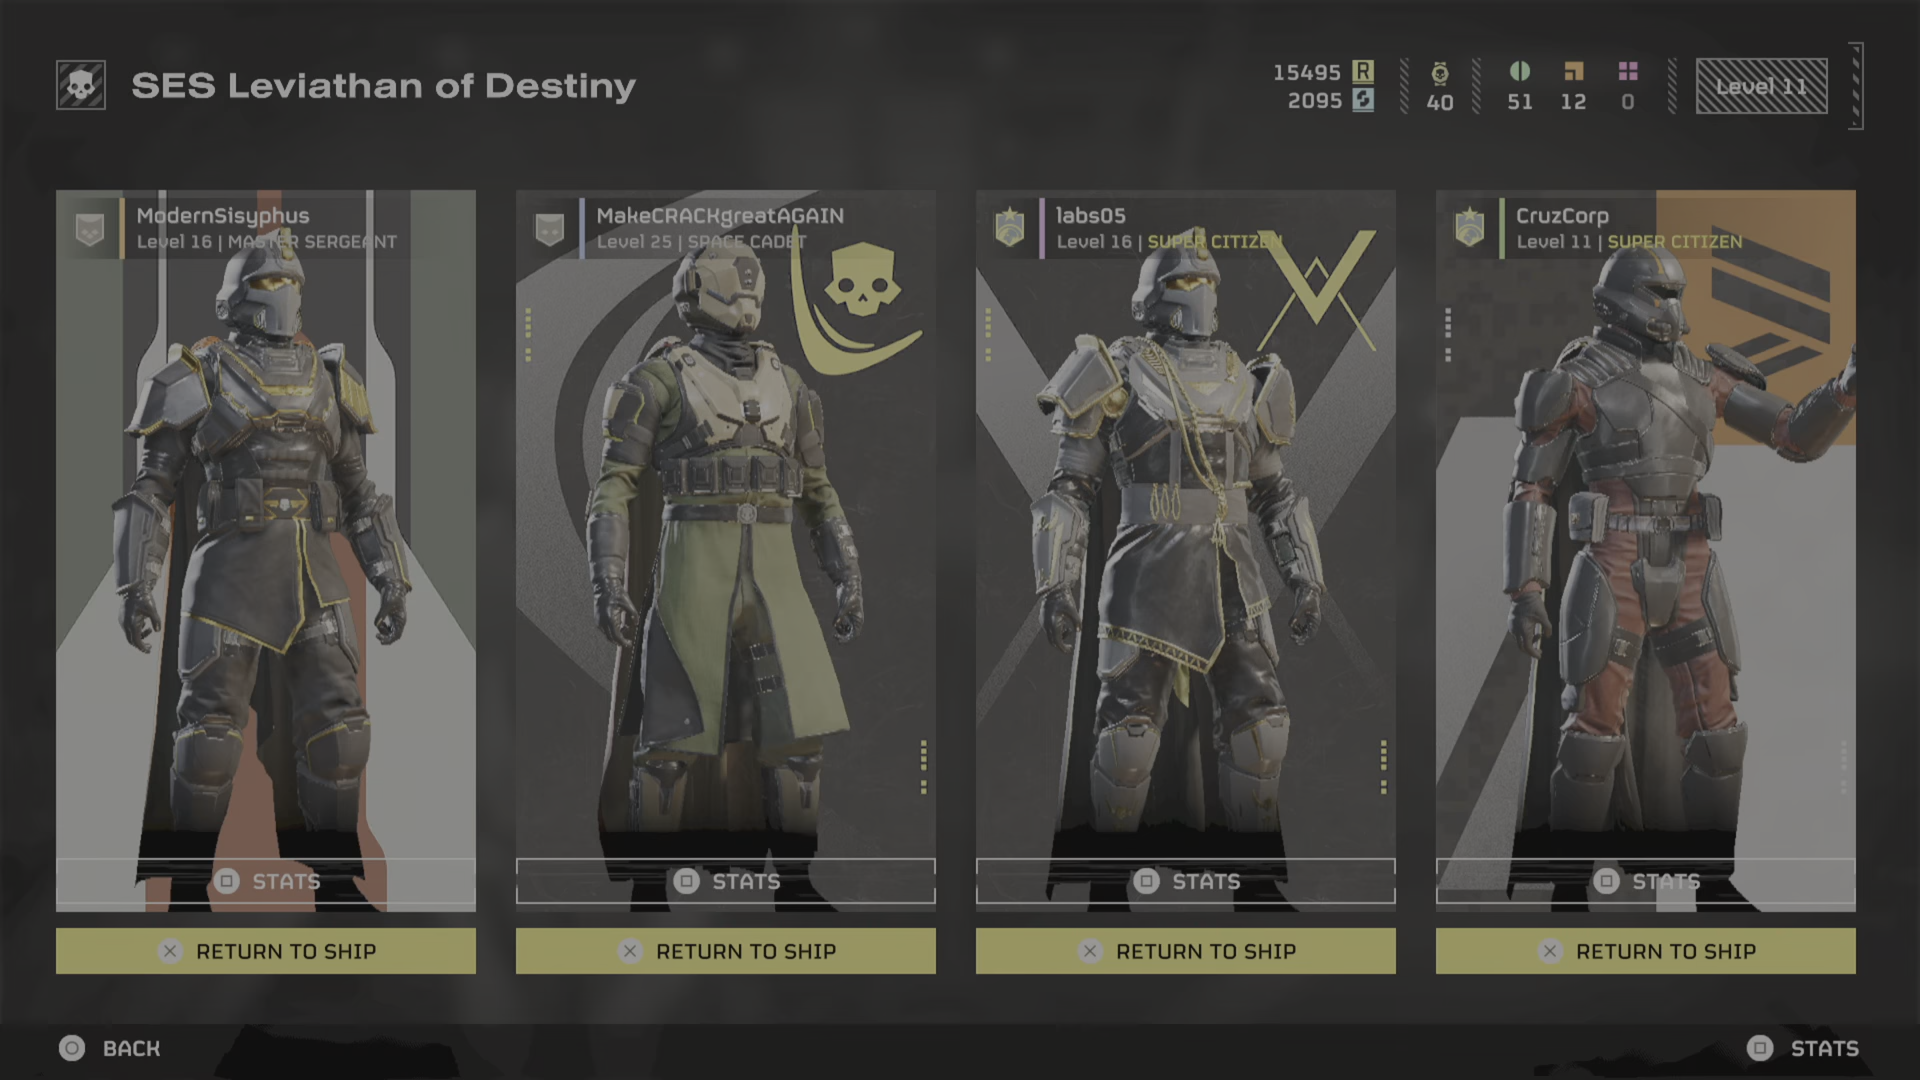 SES Leviathan of Destiny
15495 R
2095
40
51
12
0
Level 11
ModernSisyphus
Level 16 | MASTER SERGEANT
MakeCRACKgreatAGAIN
Level 25 | SPACE CADET
labs05
Level 16 | SUPER CITIZEN
CruzCorp
Level 11 | SUPER CITIZEN
STATS
STATS
STATS
STATS
RETURN TO SHIP
RETURN TO SHIP
RETURN TO SHIP
RETURN TO SHIP
BACK
STATS